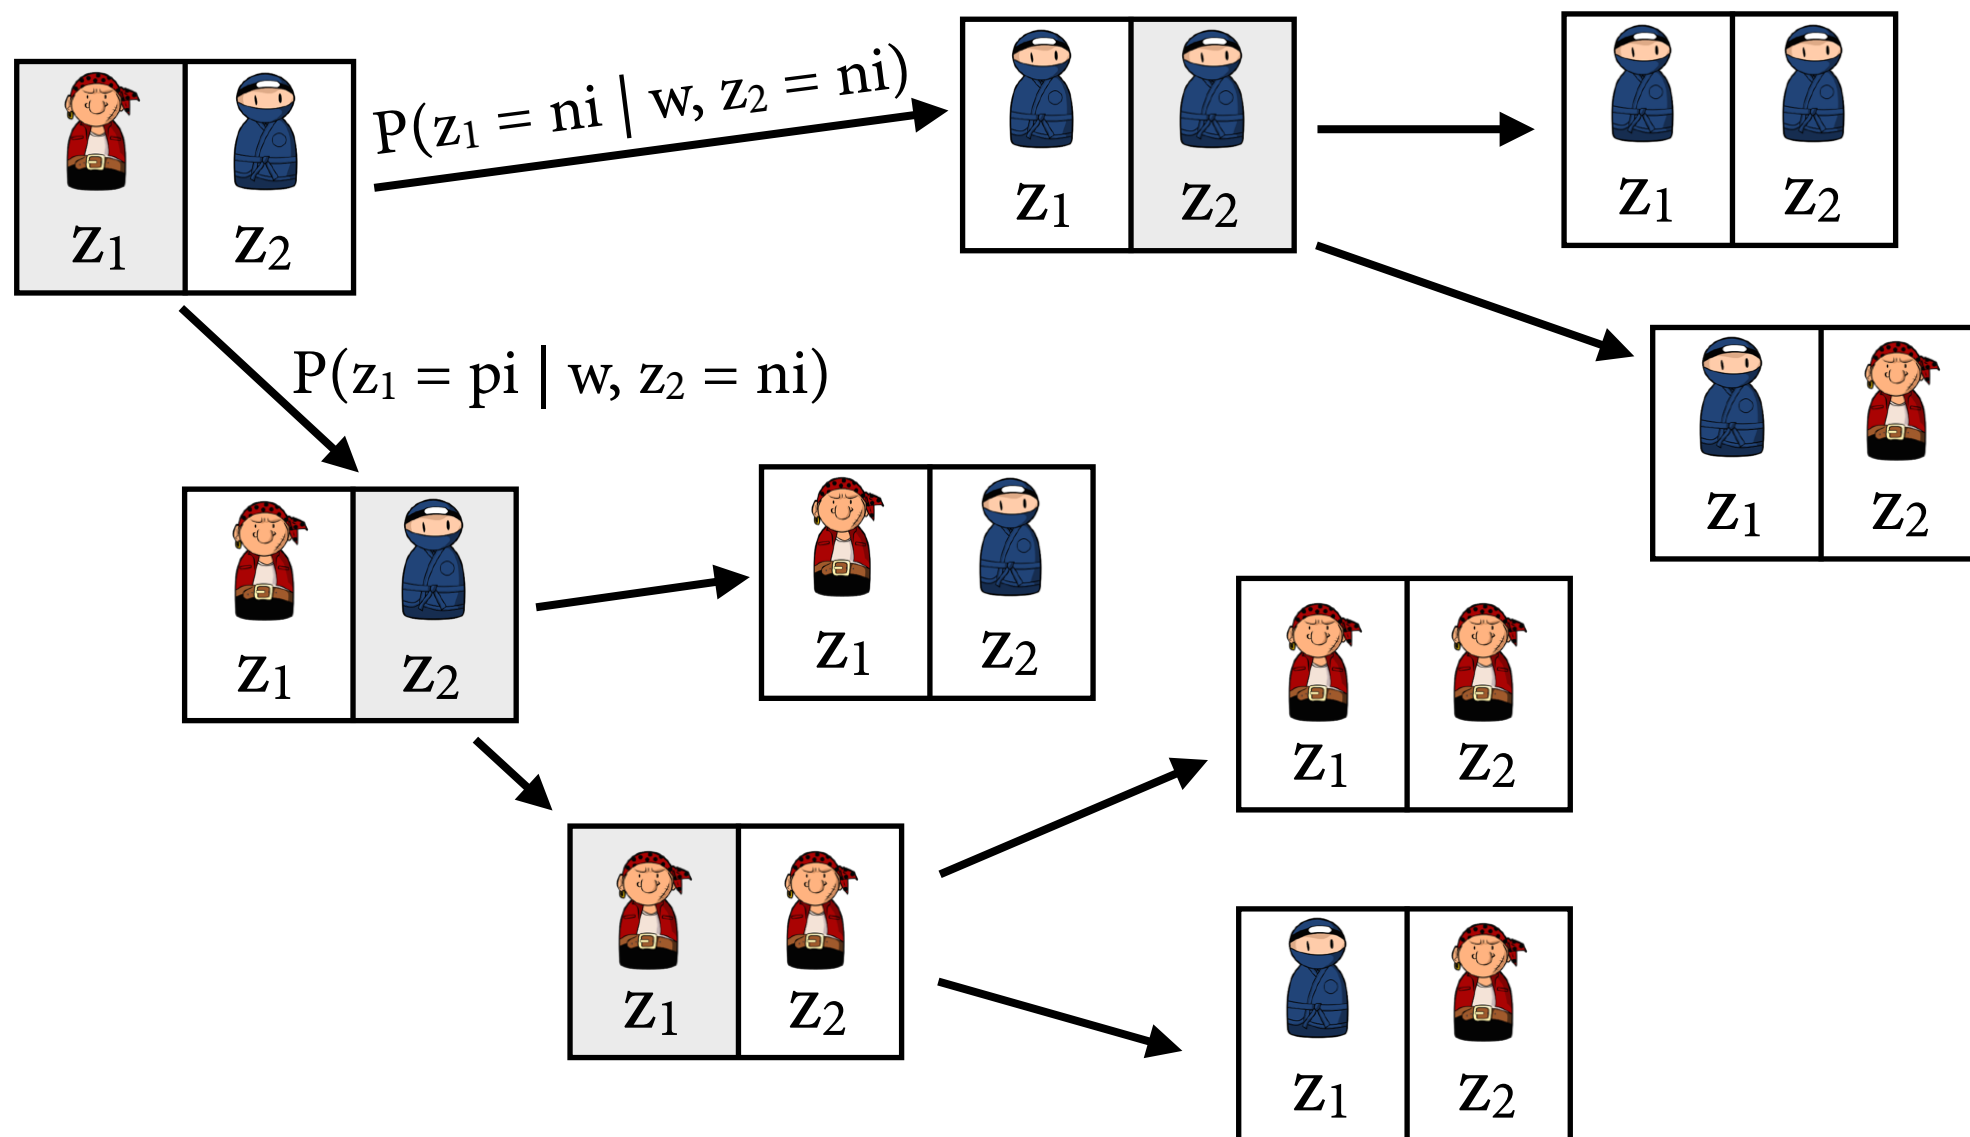 P(z₁ = ni | w, z₂ = ni)
z₁ z₂
z₁ z₂
z₁ z₂
P(z₁ = pi | w, z₂ = ni)
z₁ z₂
z₁ z₂
z₁ z₂
z₁ z₂
z₁ z₂
z₁ z₂